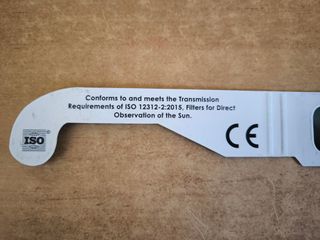 Conforms to and meets the Transmission
Requirements of ISO 12312-2:2015, Filters for Direct
Observation of the Sun.
ISO
CE